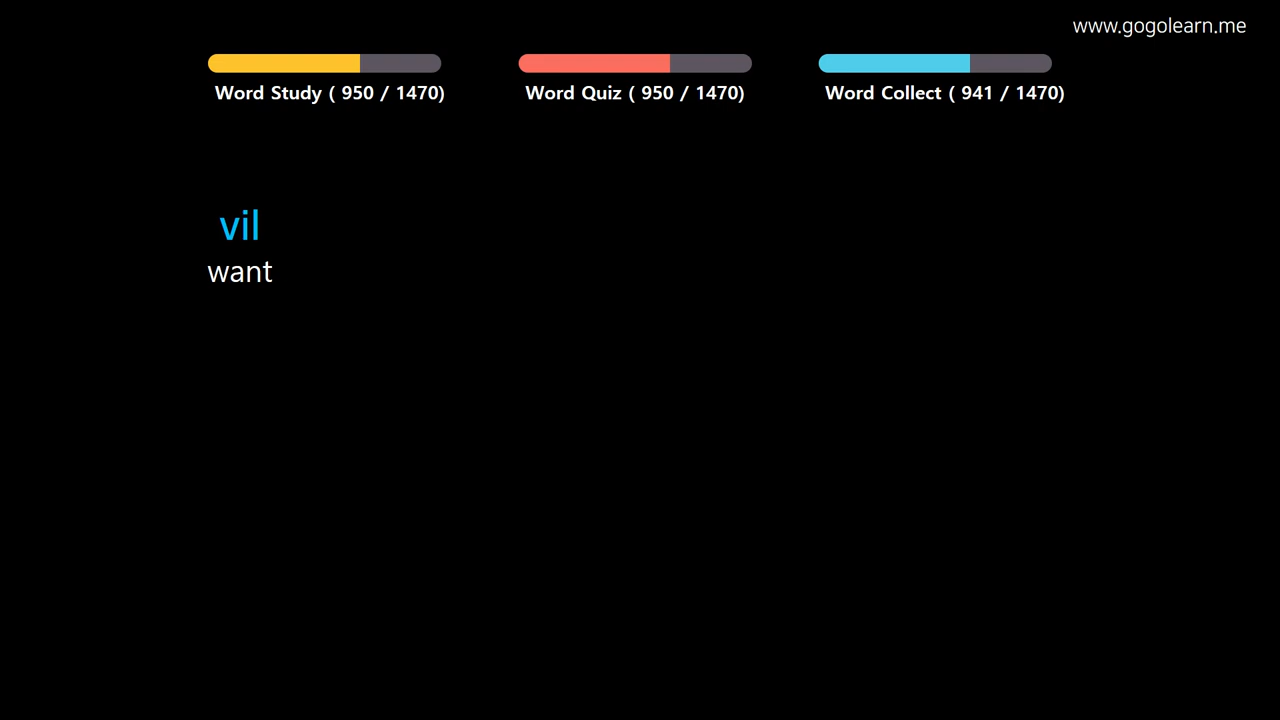 www.gogolearn.me
Word Study ( 950 / 1470)
Word Quiz ( 950 / 1470)
Word Collect ( 941 / 1470)
vil
want